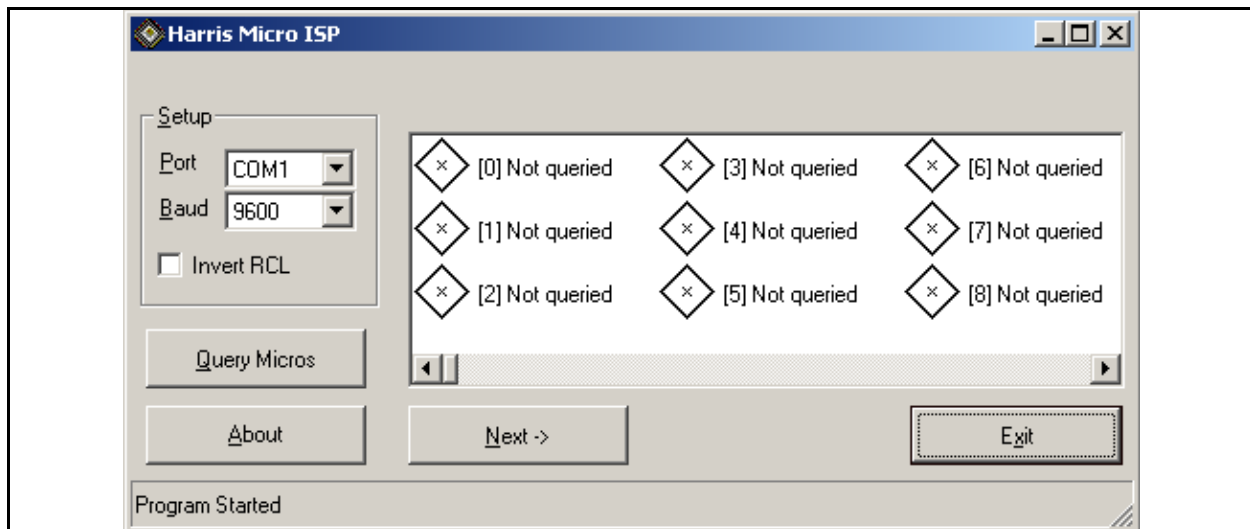 Harris Micro ISP
Setup
Port COM1
Baud 9600
Invert RCL
Query Micros
About
[0] Not queried [3] Not queried [6] Not queried
[1] Not queried [4] Not queried [7] Not queried
[2] Not queried [5] Not queried [8] Not queried
Next ->
Exit
Program Started